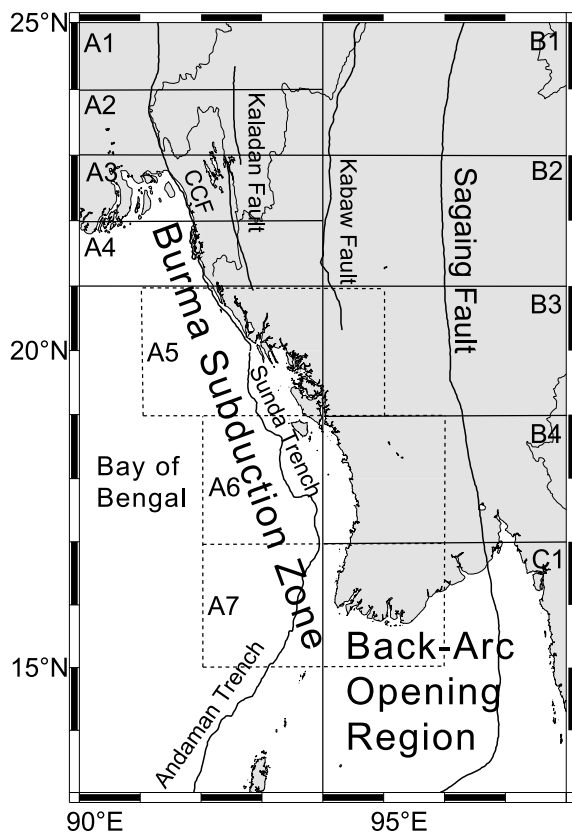 25°N
A1
B1
A2
Kaladan Fault
A3
CCF
Kabaw Fault
Sagaing Fault
B2
A4
Burma Subduction Zone
B3
20°N
A5
Sunda Trench
B4
Bay of
Bengal
A6
C1
A7
15°N
Andaman Trench
Back-Arc
Opening
Region
90°E
95°E